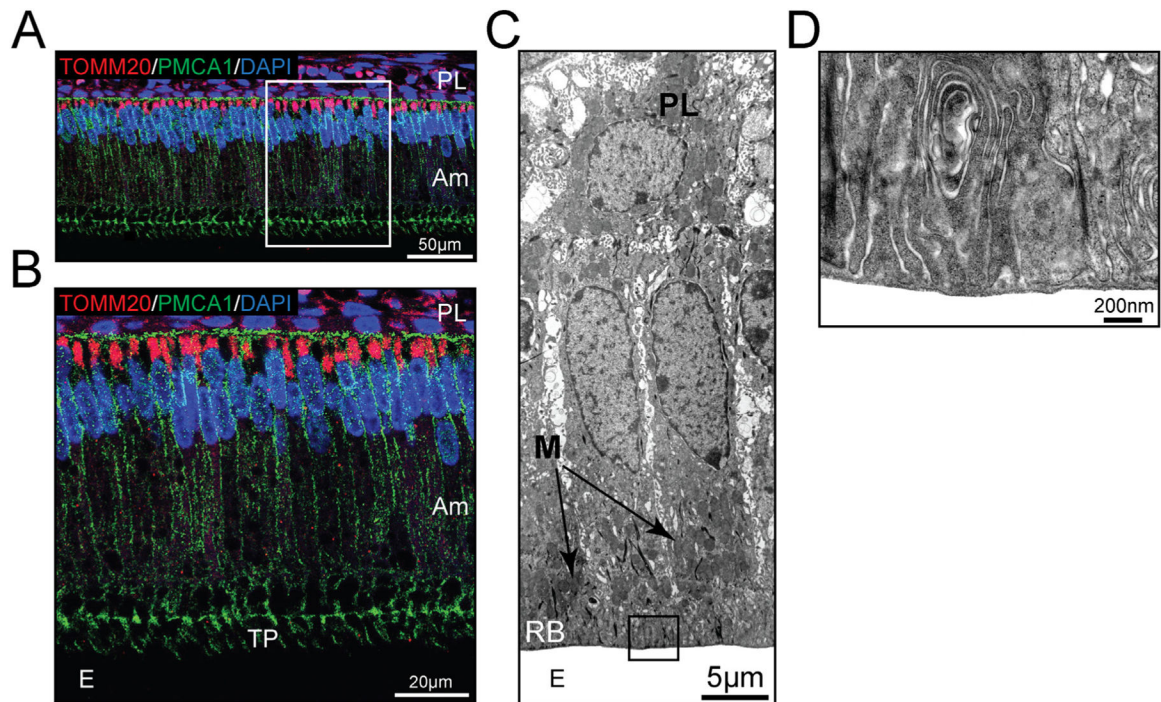 A
TOMM20/PMCA1/DAPI
PL
Am
50µm
B
TOMM20/PMCA1/DAPI
PL
Am
TP
E
20µm
C
PL
M
RB
E
5µm
D
200nm